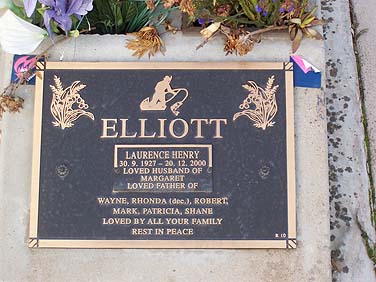 ELLIOTT
LAURENCE HENRY
30. 9. 1927 – 20. 12. 2000
LOVED HUSBAND OF
MARGARET
LOVED FATHER OF
WAYNE, RHONDA (dec.), ROBERT,
MARK, PATRICIA, SHANE
LOVED BY ALL YOUR FAMILY
REST IN PEACE
R 10